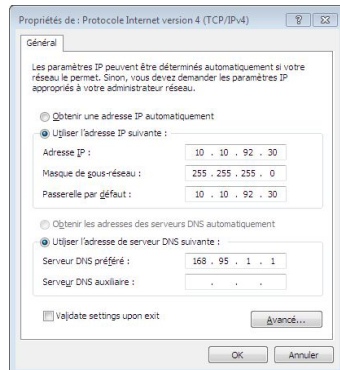 Propriétés de : Protocole Internet version 4 (TCP/IPv4)
Général
Les paramètres IP peuvent être déterminés automatiquement si votre
réseau le permet. Sinon, vous devez demander les paramètres IP
appropriés à votre administrateur réseau.
Obtenir une adresse IP automatiquement
Utiliser l'adresse IP suivante :
Adresse IP : 10 . 10 . 92 . 30
Masque de sous-réseau : 255 . 255 . 255 . 0
Passerelle par défaut : 10 . 10 . 92 . 30
Obtenir les adresses des serveurs DNS automatiquement
Utiliser l'adresse de serveur DNS suivante :
Serveur DNS préféré : 168 . 95 . 1 . 1
Serveur DNS auxiliaire : . . .
Validate settings upon exit
Avancé...
OK Annuler